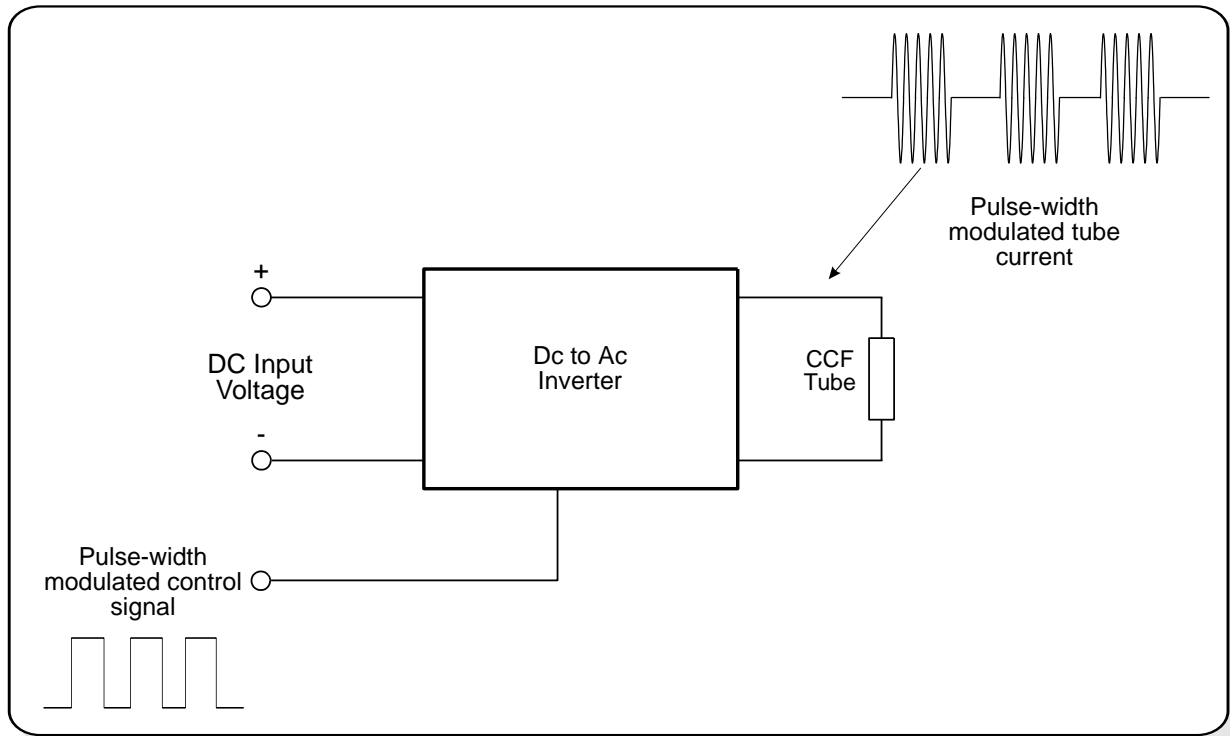 Pulse-width
modulated tube
current
+
DC Input
Voltage
-
Dc to Ac
Inverter
CCF
Tube
Pulse-width
modulated control
signal